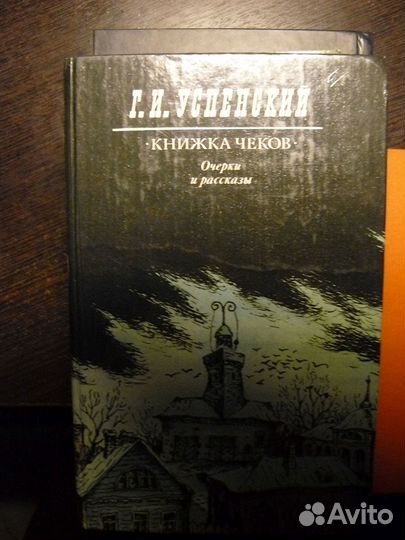 Г. И. УСПЕНСКИЙ
·КНИЖКА ЧЕКОВ·
Очерки
и рассказы
Avito